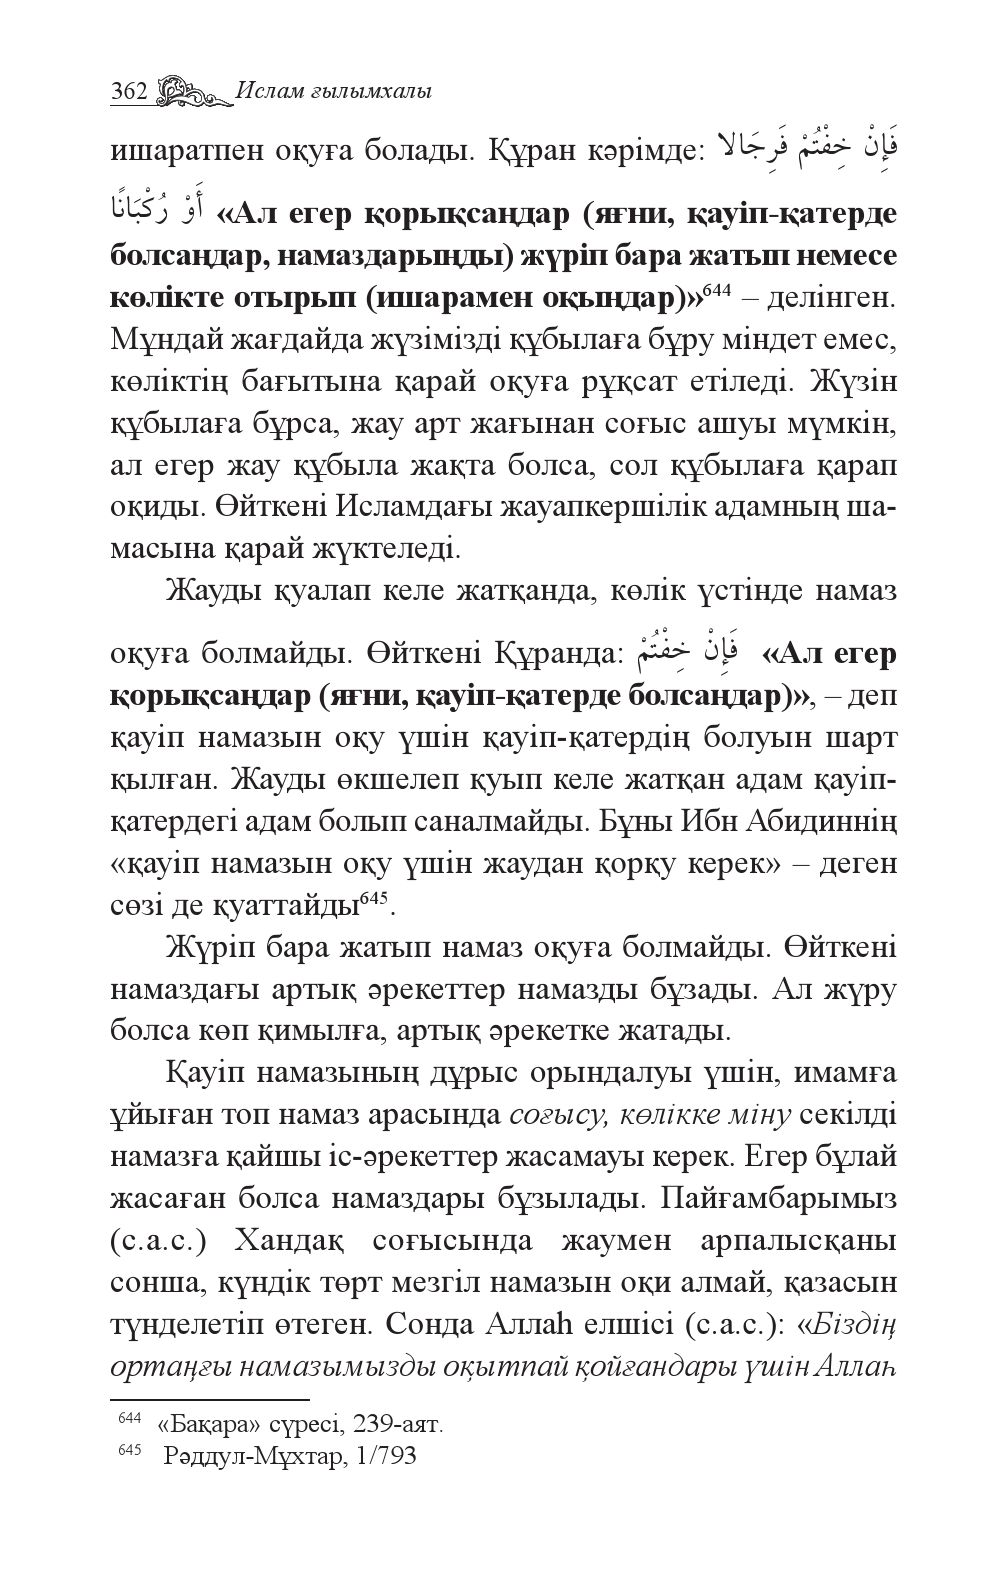 362 Ислам ғылымхалы
ишаратпен оқуға болады. Құран кәрімде: فَإِنْ خِفْتُمْ فَرِجَالا
أَوْ رُكْبَانًا «Ал егер қорықсаңдар (яғни, қауіп-қатерде
болсаңдар, намаздарыңды) жүріп бара жатып немесе
көлікте отырып (ишарамен оқыңдар)»644 – делінген.
Мұндай жағдайда жүзімізді құбылаға бұру міндет емес,
көліктің бағытына қарай оқуға рұқсат етіледі. Жүзін
құбылаға бұрса, жау арт жағынан соғыс ашуы мүмкін,
ал егер жау құбыла жақта болса, сол құбылаға қарап
оқиды. Өйткені Исламдағы жауапкершілік адамның ша-
масына қарай жүктеледі.
Жауды қуалап келе жатқанда, көлік үстінде намаз
оқуға болмайды. Өйткені Құранда: فَإِنْ خِفْتُمْ «Ал егер
қорықсаңдар (яғни, қауіп-қатерде болсаңдар)», – деп
қауіп намазын оқу үшін қауіп-қатердің болуын шарт
қылған. Жауды өкшелеп қуып келе жатқан адам қауіп-
қатердегі адам болып саналмайды. Бұны Ибн Абидиннің
«қауіп намазын оқу үшін жаудан қорқу керек» – деген
сөзі де қуаттайды645.
Жүріп бара жатып намаз оқуға болмайды. Өйткені
намаздағы артық әрекеттер намазды бұзады. Ал жүру
болса көп қимылға, артық әрекетке жатады.
Қауіп намазының дұрыс орындалуы үшін, имамға
ұйыған топ намаз арасында соғысу, көлікке міну секілді
намазға қайшы іс-әрекеттер жасамауы керек. Егер бұлай
жасаған болса намаздары бұзылады. Пайғамбарымыз
(с.а.с.) Хандақ соғысында жаумен арпалысқаны
сонша, күндік төрт мезгіл намазын оқи алмай, қазасын
түнделетіп өтеген. Сонда Аллаһ елшісі (с.а.с.): «Біздің
ортаңғы намазымызды оқытпай қойғандары үшін Аллаһ
644 «Бақара» сүресі, 239-аят.
645 Рәддул-Мұхтар, 1/793